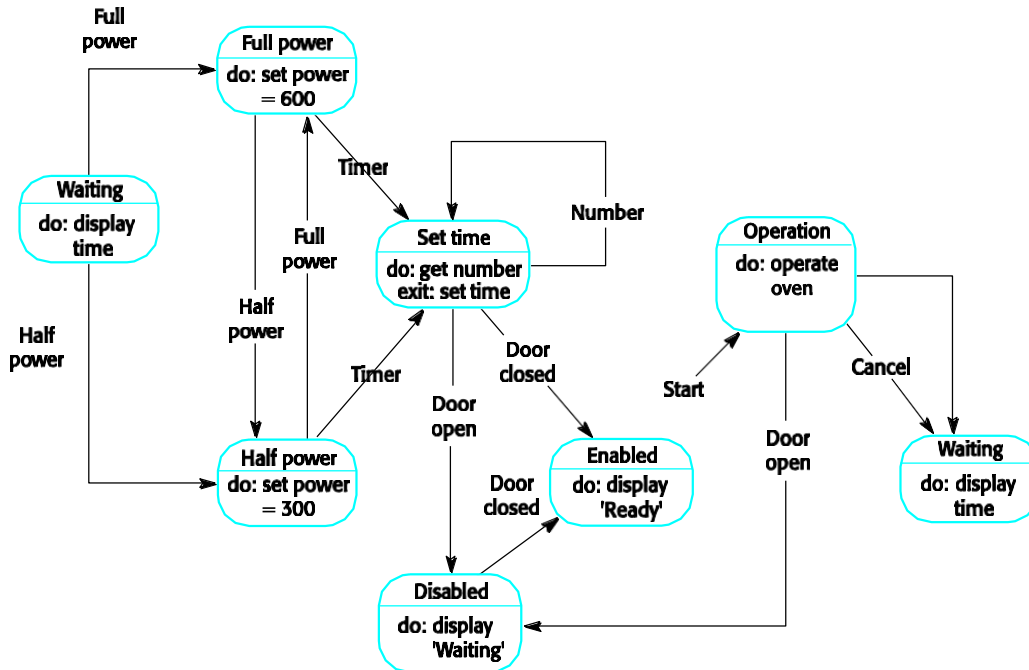 Full
power
Full power
do: set power
= 600
Timer
Waiting
do: display
time
Full
power
Half
power
Half
power
Number
Set time
do: get number
exit: set time
Operation
do: operate
oven
Timer
Door
open
Door
closed
Start
Cancel
Door
open
Half power
do: set power
= 300
Door
closed
Enabled
do: display
'Ready'
Waiting
do: display
time
Disabled
do: display
'Waiting'